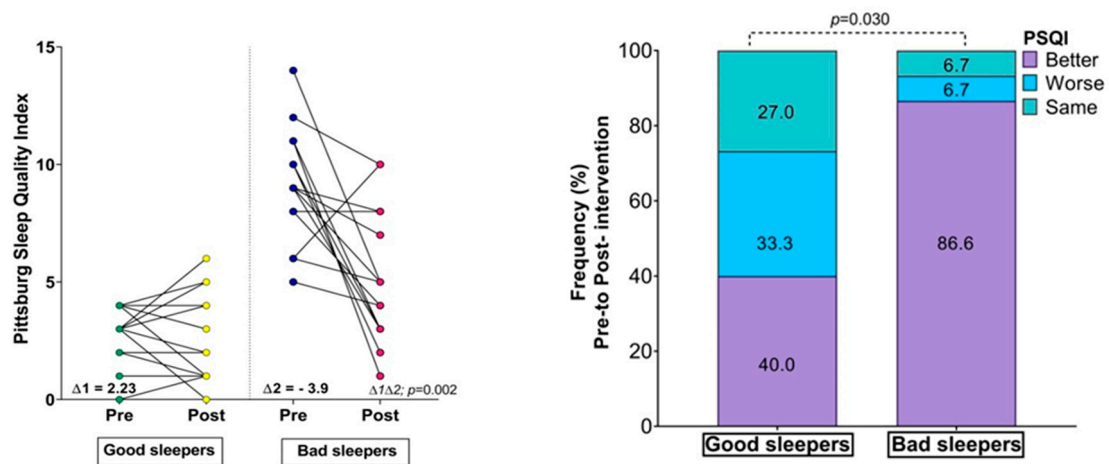 Pittsburg Sleep Quality Index
15
10
5
0
Δ1 = 2.23
Δ2 = - 3.9
Δ1Δ2; p=0.002
Pre
Post
Pre
Post
Good sleepers
Bad sleepers
p=0.030
PSQI
Better
Worse
Same
Frequency (%)
Pre-to Post- intervention
100
80
60
40
20
0
27.0
33.3
40.0
6.7
6.7
86.6
Good sleepers
Bad sleepers